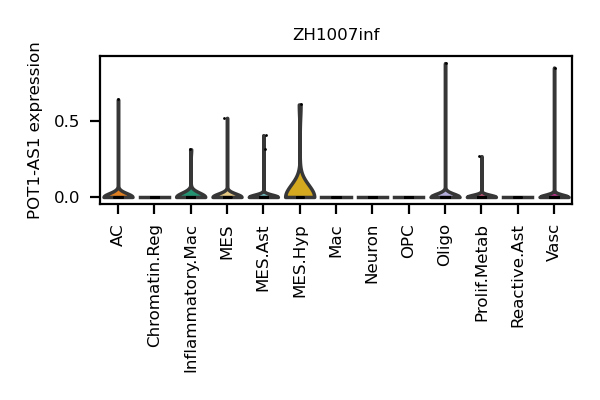 ZH1007inf
POT1-AS1 expression
0.5
0.0
AC
Chromatin.Reg
Inflammatory.Mac
MES
MES.Ast
MES.Hyp
Mac
Neuron
OPC
Oligo
Prolif.Metab
Reactive.Ast
Vasc